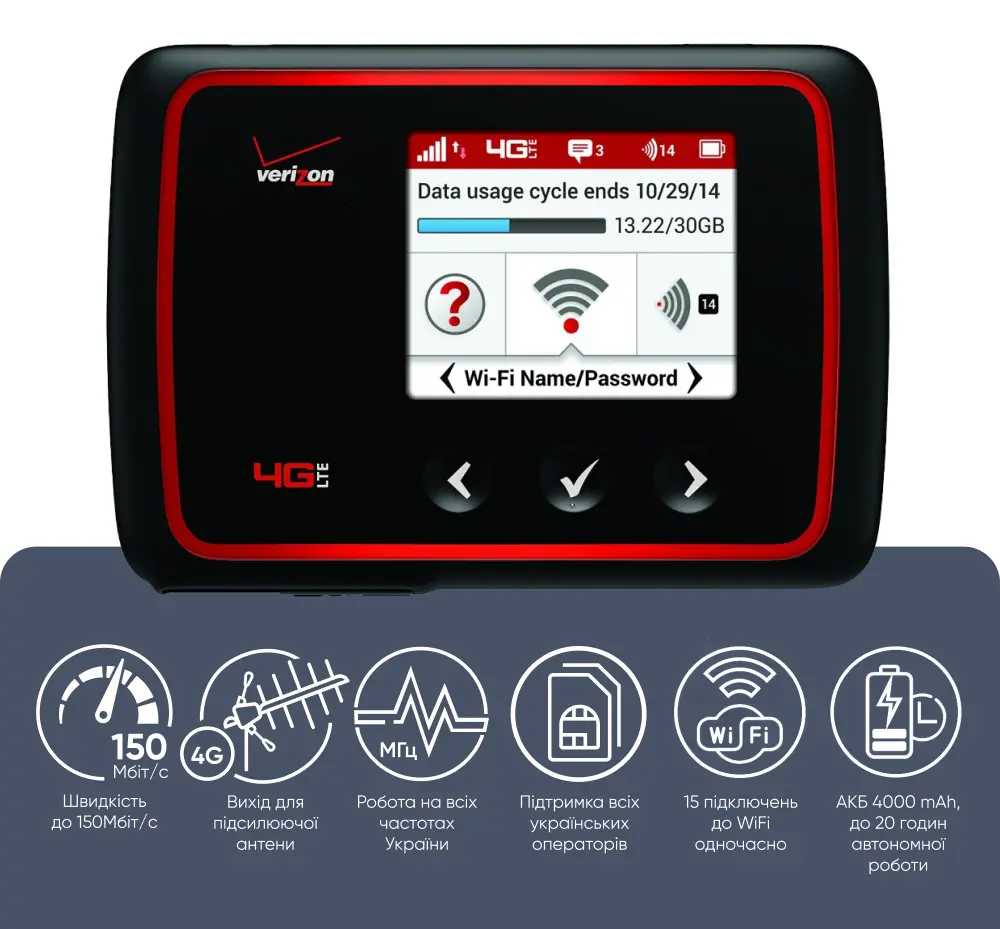 verizon
4G LTE 3 14
Data usage cycle ends 10/29/14
13.22/30GB
?
14
Wi-Fi Name/Password
4G LTE
150
Мбіт/с
4G
МГц
Wi Fi
Швидкість
до 150Мбіт/с
Вихід для
підсилюючої
антени
Робота на всіх
частотах
України
Підтримка всіх
українських
операторів
15 підключень
до WiFi
одночасно
АКБ 4000 mAh,
до 20 годин
автономної
роботи